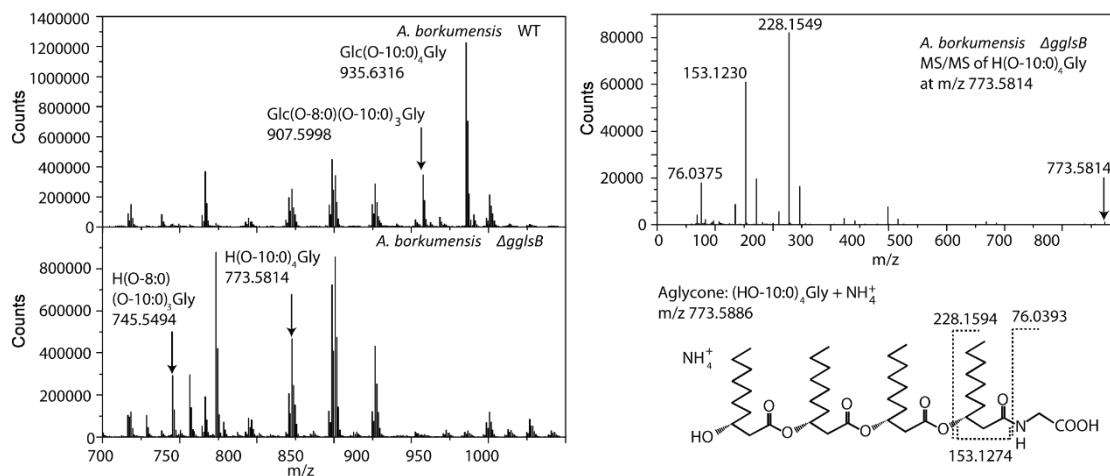 A. borkumensis WT
Glc(O-10:0)₄Gly
935.6316
Glc(O-8:0)(O-10:0)₃Gly
907.5998
Counts
1400000
1200000
1000000
800000
600000
400000
200000
0
A. borkumensis ΔgglsB
H(O-10:0)₄Gly
773.5814
H(O-8:0)
(O-10:0)₃Gly
745.5494
Counts
800000
600000
400000
200000
0
700 750 800 850 900 950 1000
m/z
228.1549
A. borkumensis ΔgglsB
MS/MS of H(O-10:0)₄Gly
at m/z 773.5814
153.1230
76.0375
773.5814
Counts
80000
60000
40000
20000
0
0 100 200 300 400 500 600 700 800
m/z
Aglycone: (HO-10:0)₄Gly + NH₄⁺
m/z 773.5886
228.1594 76.0393
NH₄⁺
HO O O O O O O O N COOH
H
153.1274